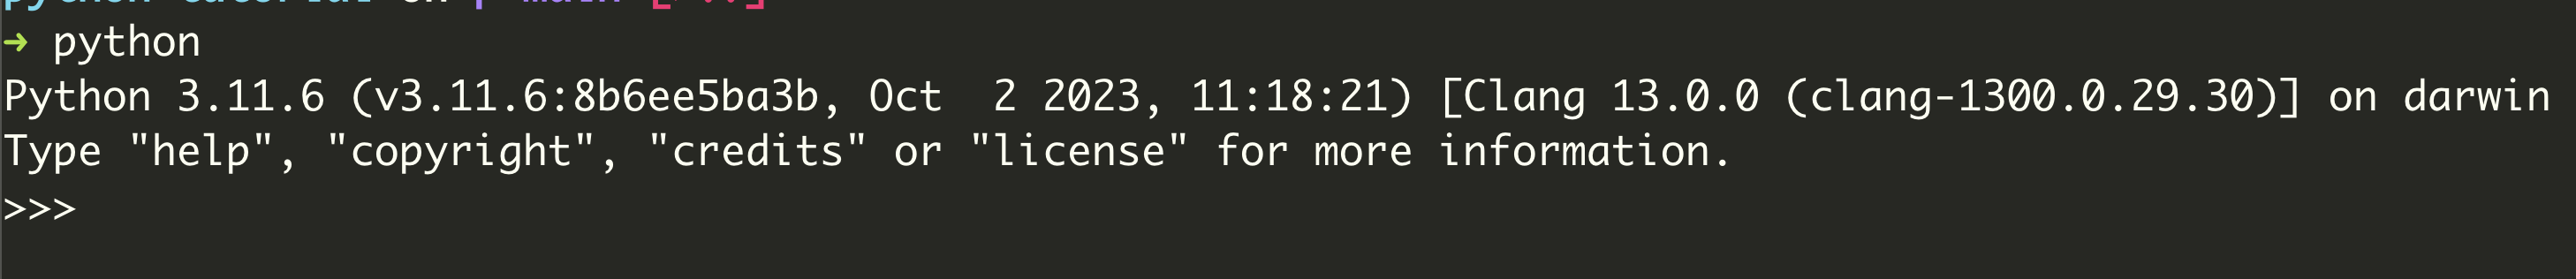 ➜ python
Python 3.11.6 (v3.11.6:8b6ee5ba3b, Oct  2 2023, 11:18:21) [Clang 13.0.0 (clang-1300.0.29.30)] on darwin
Type "help", "copyright", "credits" or "license" for more information.
>>>